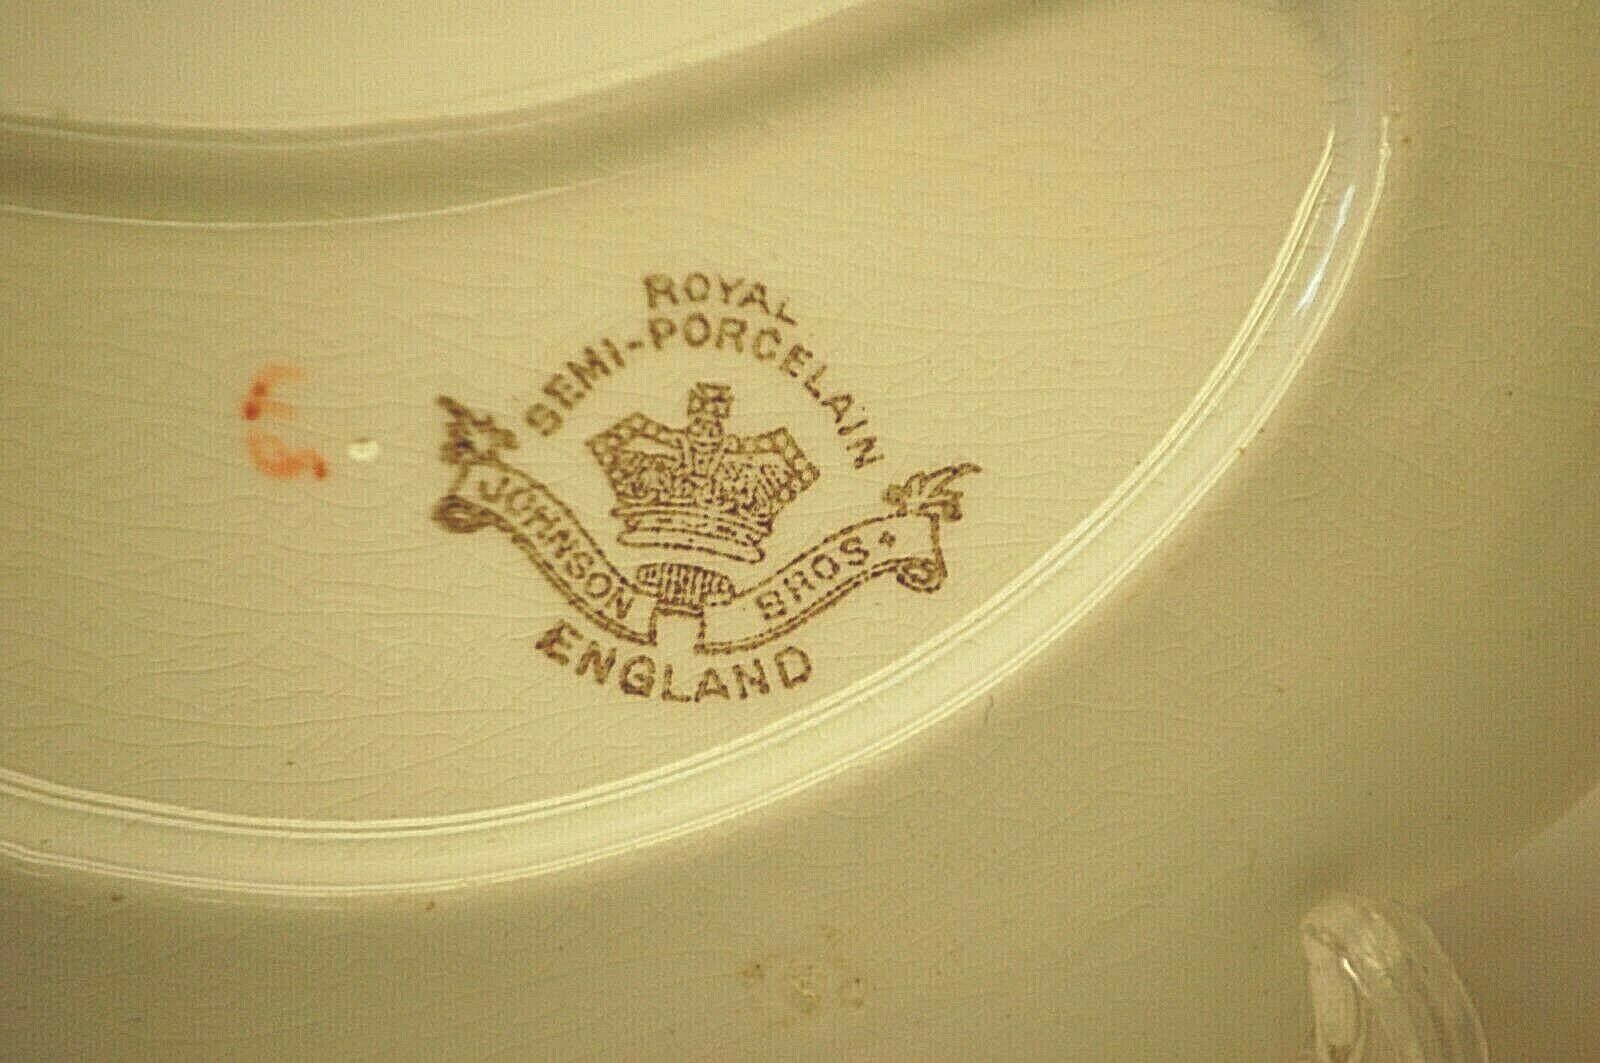 ROYAL
SEMI-PORCELAIN
JOHNSON BROS.
ENGLAND